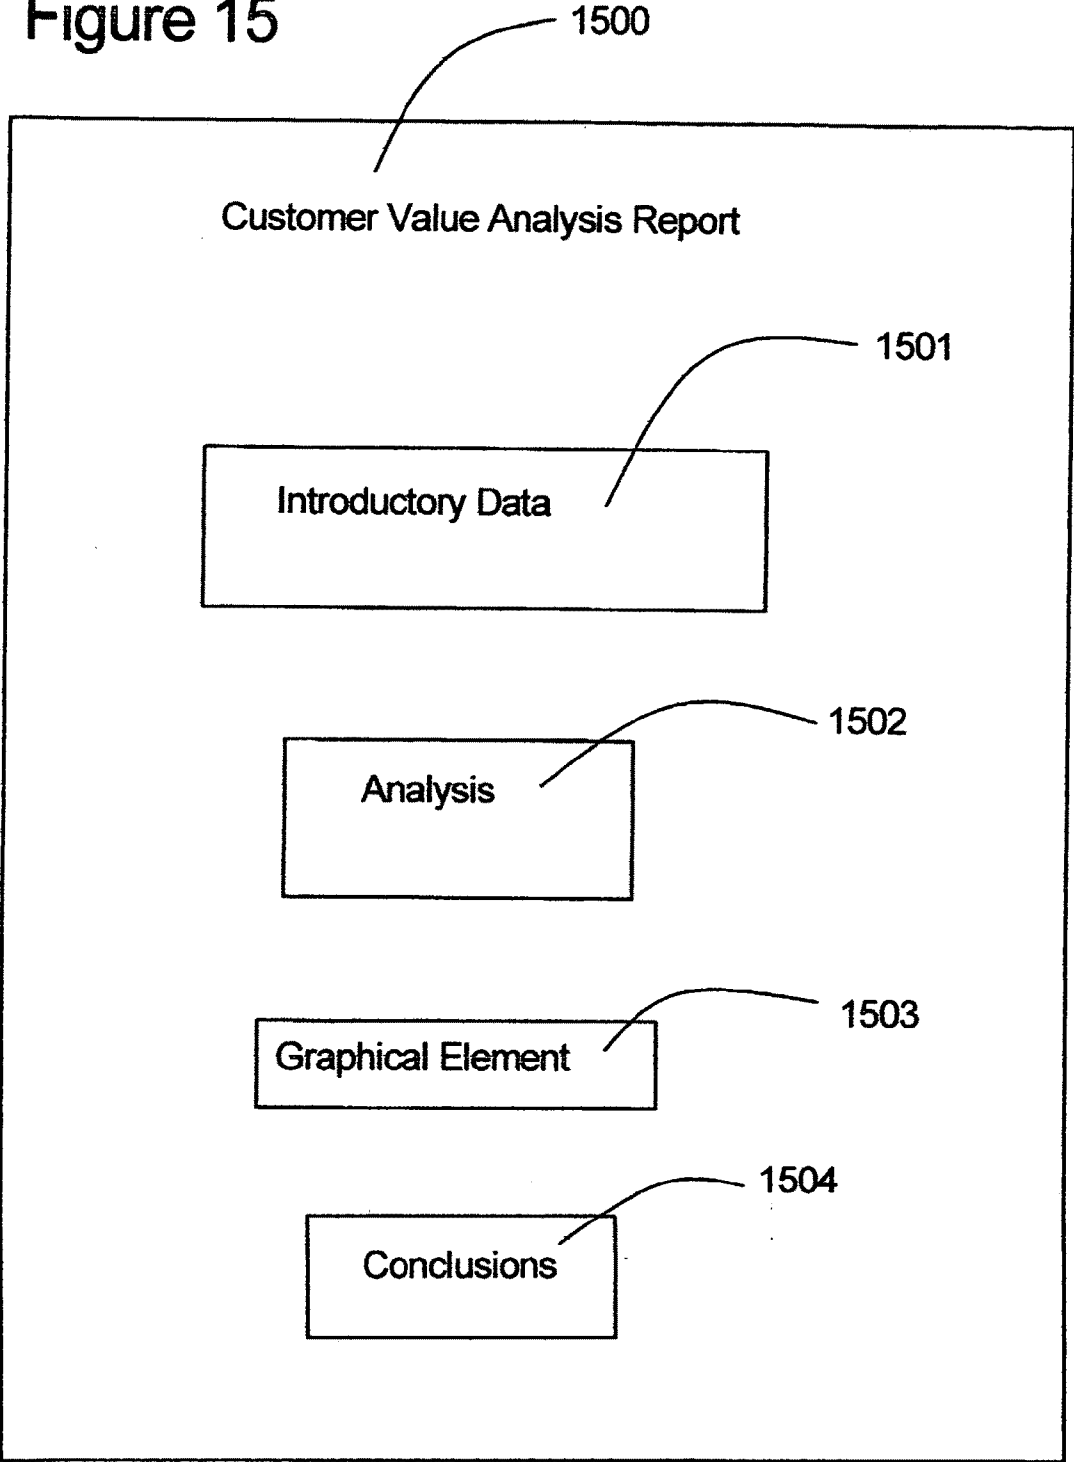 Figure 15
1500
Customer Value Analysis Report
1501
Introductory Data
1502
Analysis
1503
Graphical Element
1504
Conclusions